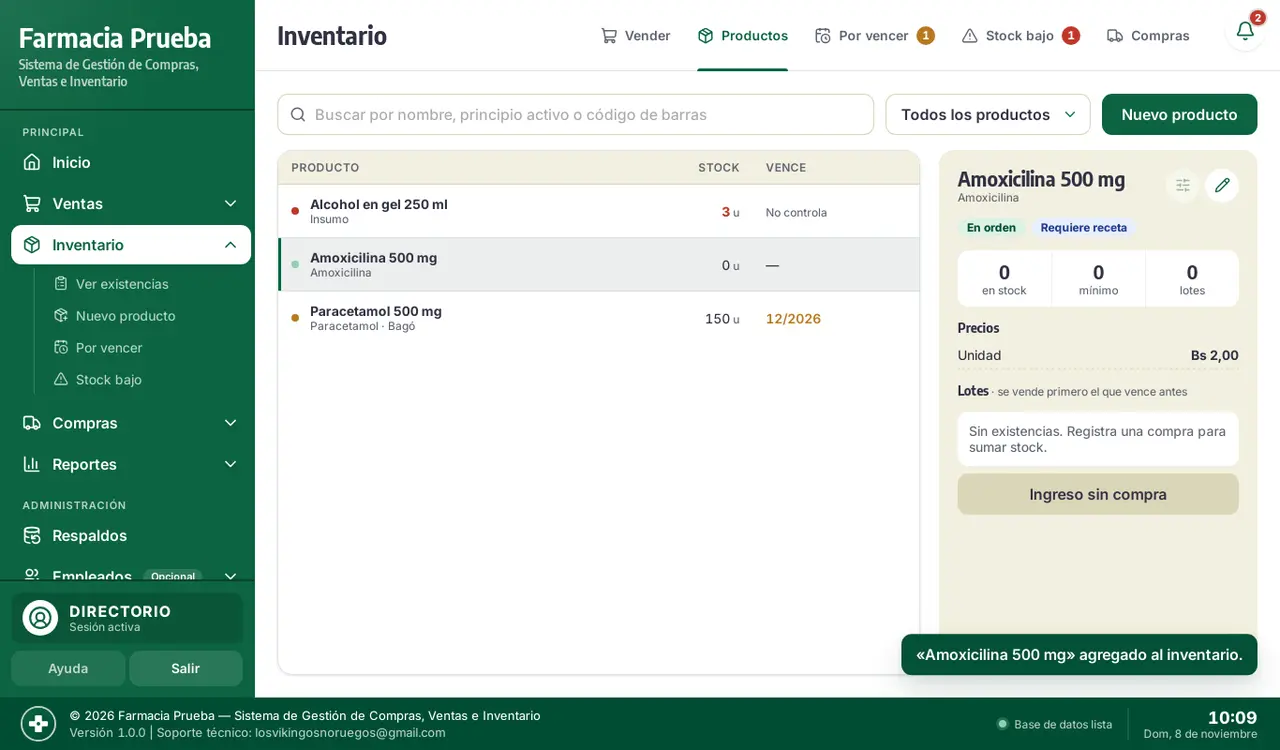 Farmacia Prueba
Sistema de Gestión de Compras,
Ventas e Inventario
PRINCIPAL
Inicio
Ventas
Inventario
Ver existencias
Nuevo producto
Por vencer
Stock bajo
Compras
Reportes
ADMINISTRACIÓN
Respaldos
Empleados Opcional
DIRECTORIO
Sesión activa
Ayuda Salir
Inventario
Vender Productos Por vencer 1 Stock bajo 1 Compras 2
Buscar por nombre, principio activo o código de barras
Todos los productos
Nuevo producto
PRODUCTO STOCK VENCE
Alcohol en gel 250 ml
Insumo
3 u No controla
Amoxicilina 500 mg
Amoxicilina
0 u —
Paracetamol 500 mg
Paracetamol · Bagó
150 u 12/2026
Amoxicilina 500 mg
Amoxicilina
En orden Requiere receta
0 0 0
en stock mínimo lotes
Precios
Unidad Bs 2,00
Lotes · se vende primero el que vence antes
Sin existencias. Registra una compra para
sumar stock.
Ingreso sin compra
«Amoxicilina 500 mg» agregado al inventario.
© 2026 Farmacia Prueba — Sistema de Gestión de Compras, Ventas e Inventario
Versión 1.0.0 | Soporte técnico: losvikingosnoruegos@gmail.com
Base de datos lista
10:09
Dom, 8 de noviembre